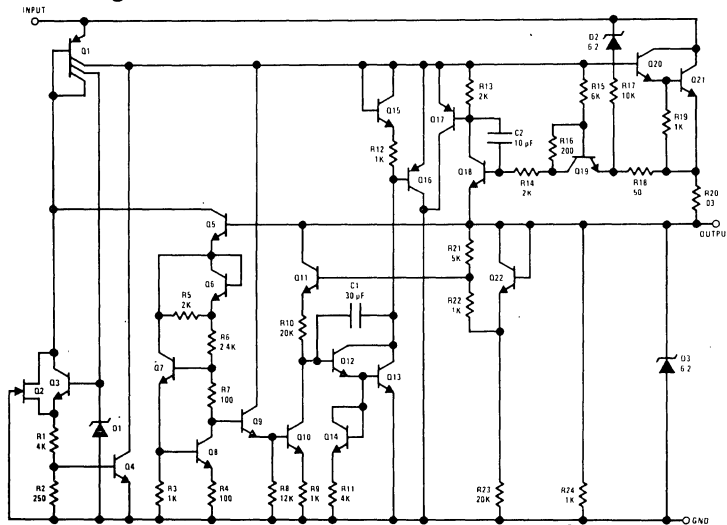 INPUT
Q1
D2
6 2
Q20
Q21
R13
2K
R15
6K
R17
10K
Q15
Q17
R19
1K
R12
1K
C2
10 pF
R16
200
Q16
Q18
R14
2K
Q19
R18
50
R20
03
OUTPUT
Q5
Q6
Q11
R21
5K
Q22
R5
2K
C1
30 pF
R22
1K
R6
2 4K
R10
20K
Q7
Q12
D3
6 2
Q2
Q3
R7
100
Q13
D1
Q9
R1
4K
Q4
Q8
Q10
Q14
R2
250
R3
1K
R4
100
R8
12K
R9
1K
R11
4K
R23
20K
R24
1K
GND